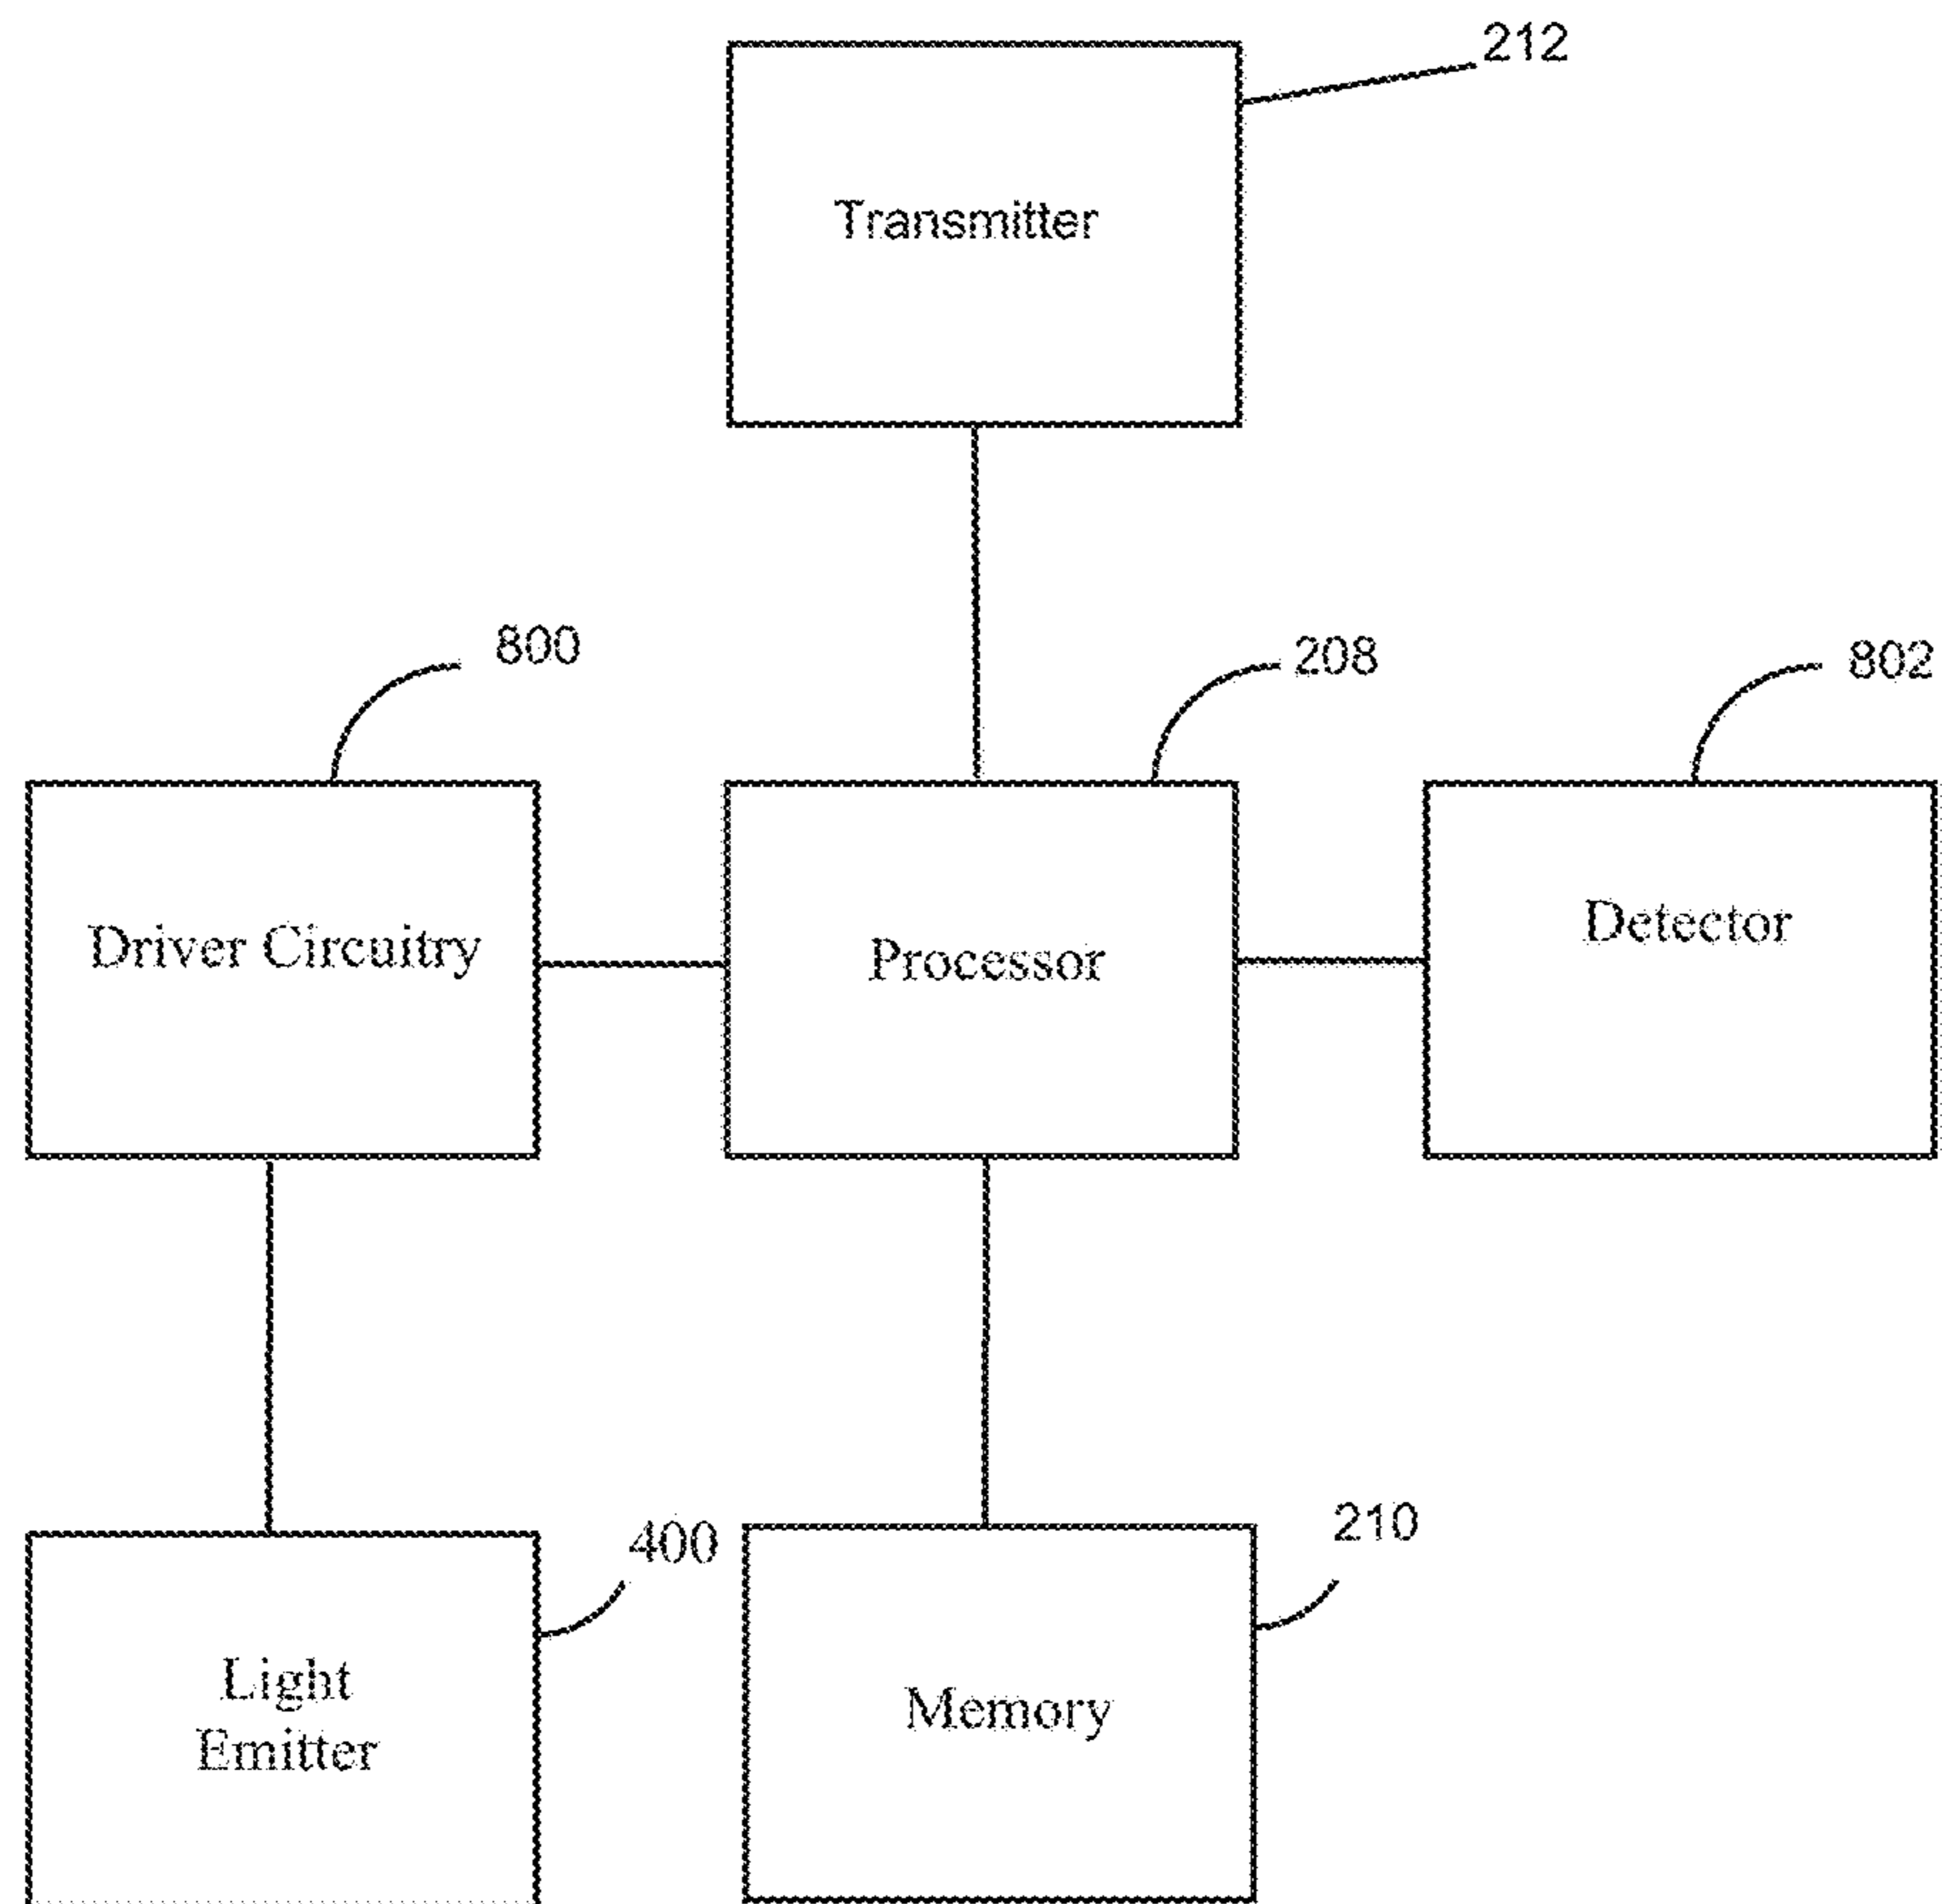 212
Transmitter
800
208
802
Driver Circuitry
Processor
Detector
400
210
Light
Emitter
Memory